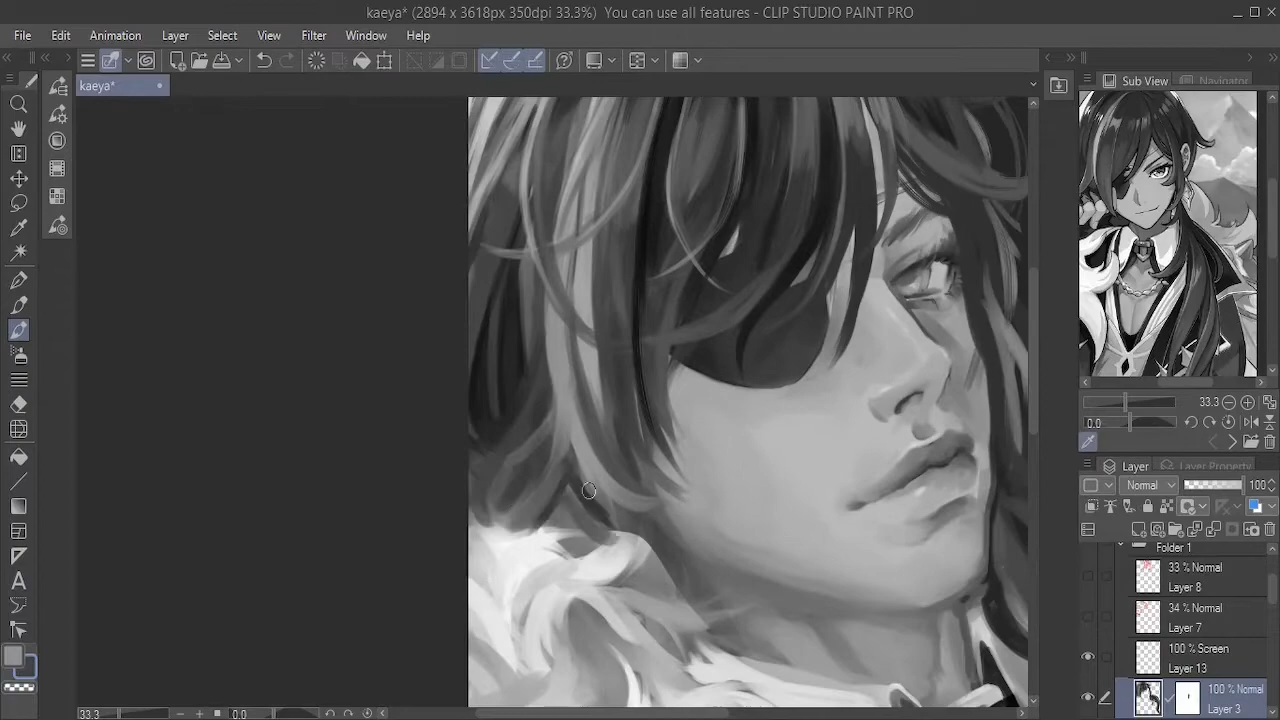 kaeya* (2894 x 3618px 350dpi 33.3%) You can use all features - CLIP STUDIO PAINT PRO
File Edit Animation Layer Select View Filter Window Help
kaeya*
Sub View Navigator
33.3
0.0
Layer Layer Property
Normal 100
Folder 1
33 % Normal
Layer 8
34 % Normal
Layer 7
100 % Screen
Layer 13
100 % Normal
Layer 3
33.3 0.0